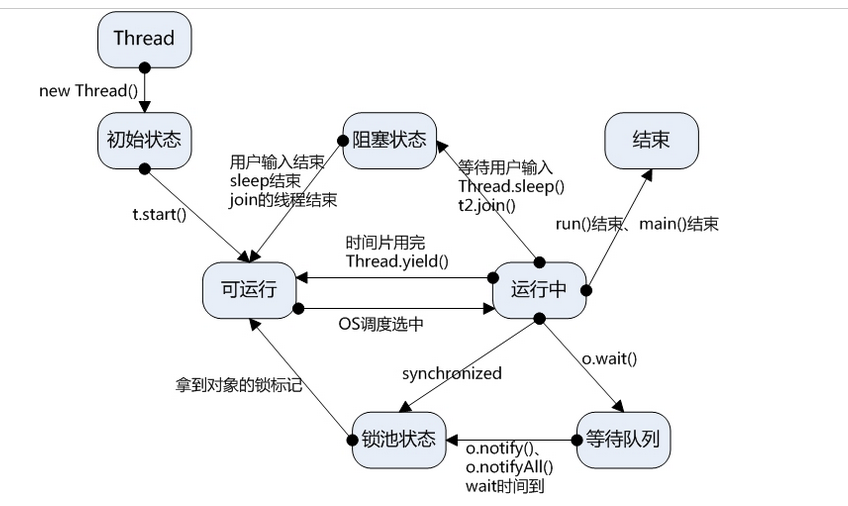 Thread
new Thread()
初始状态
阻塞状态
结束
用户输入结束
sleep结束
join的线程结束
等待用户输入
Thread.sleep()
t2.join()
t.start()
run()结束、main()结束
时间片用完
Thread.yield()
可运行
运行中
OS调度选中
synchronized
o.wait()
拿到对象的锁标记
锁池状态
等待队列
o.notify()、
o.notifyAll()
wait时间到